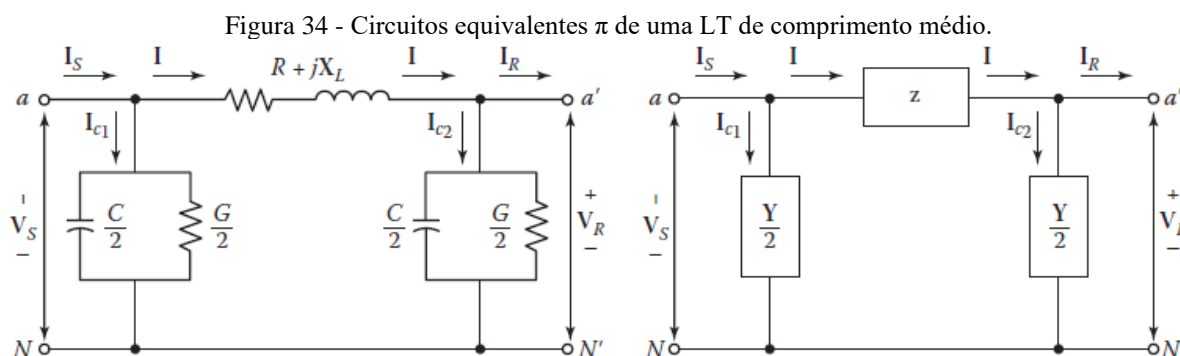 Figura 34 - Circuitos equivalentes π de uma LT de comprimento médio.
I_S I R + jX_L I I_R
a a'
I_c1 I_c2
V_S C/2 G/2 C/2 G/2 V_R
N N'
I_S I z I I_R
a a'
I_c1 I_c2
V_S Y/2 Y/2
N N